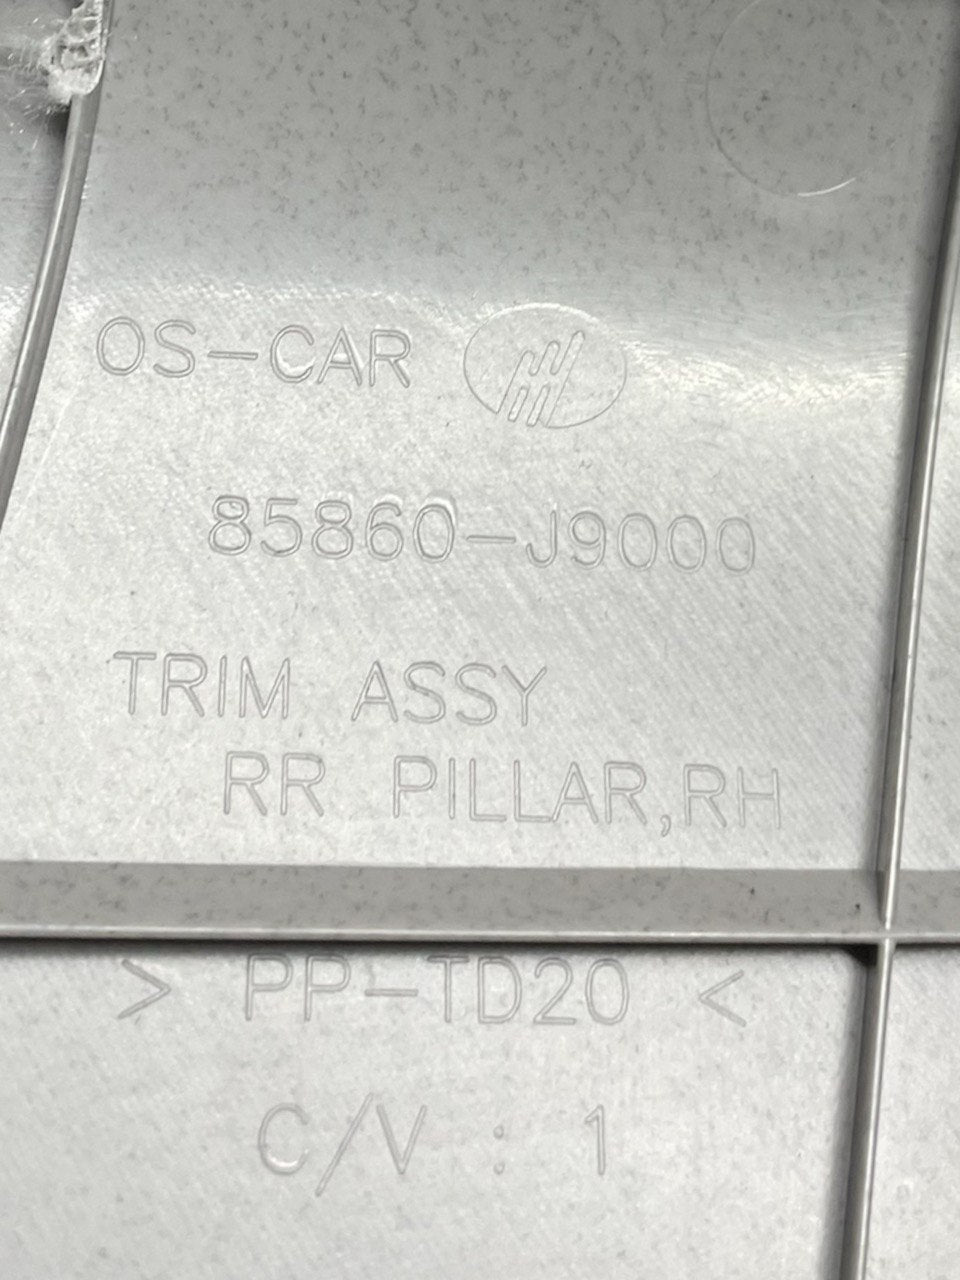 OS-CAR
85860-J9000
TRIM ASSY
RR PILLAR,RH
> PP-TD20 <
C/V : 1